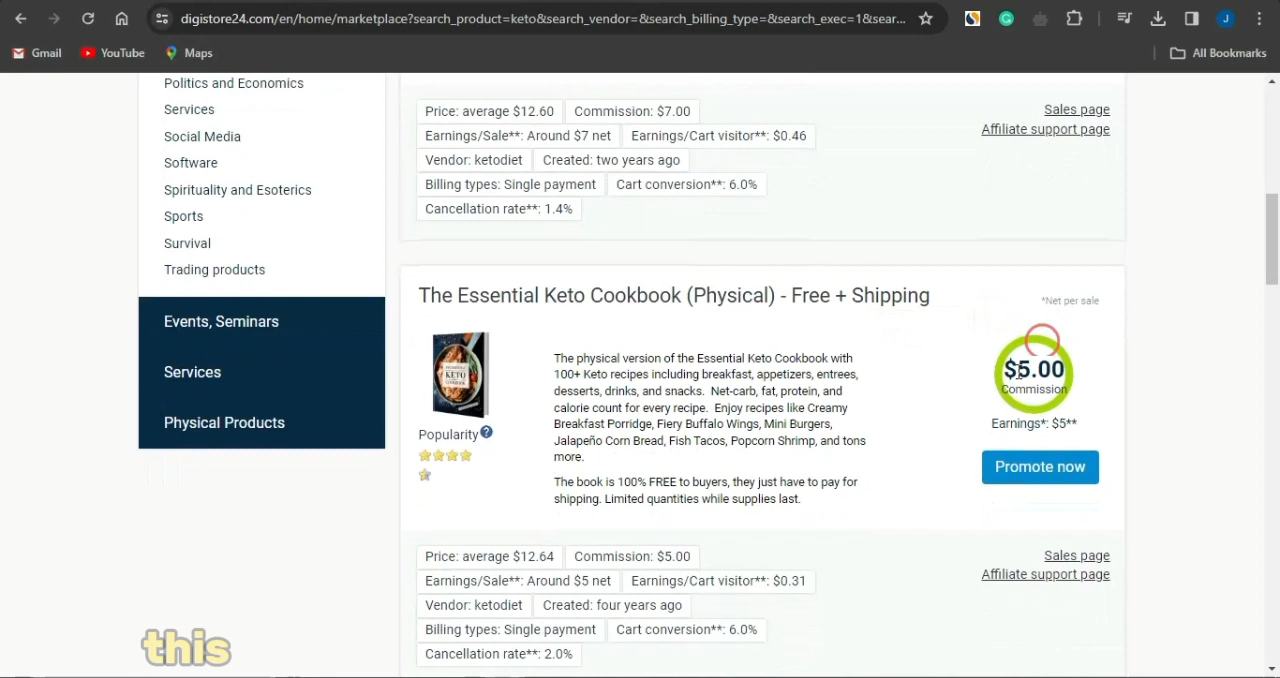 digistore24.com/en/home/marketplace?search_product=keto&search_vendor=&search_billing_type=&search_exec=1&sear...
J
Gmail
YouTube
Maps
All Bookmarks
Politics and Economics
Services
Social Media
Software
Spirituality and Esoterics
Sports
Survival
Trading products
Events, Seminars
Services
Physical Products
Price: average $12.60
Commission: $7.00
Sales page
Earnings/Sale**: Around $7 net
Earnings/Cart visitor**: $0.46
Affiliate support page
Vendor: ketodiet
Created: two years ago
Billing types: Single payment
Cart conversion**: 6.0%
Cancellation rate**: 1.4%
The Essential Keto Cookbook (Physical) - Free + Shipping
*Net per sale
Popularity
The physical version of the Essential Keto Cookbook with
100+ Keto recipes including breakfast, appetizers, entrees,
desserts, drinks, and snacks. Net-carb, fat, protein, and
calorie count for every recipe. Enjoy recipes like Creamy
Breakfast Porridge, Fiery Buffalo Wings, Mini Burgers,
Jalapeño Corn Bread, Fish Tacos, Popcorn Shrimp, and tons
more.
The book is 100% FREE to buyers, they just have to pay for
shipping. Limited quantities while supplies last.
$5.00
Commission
Earnings*: $5**
Promote now
Price: average $12.64
Commission: $5.00
Sales page
Earnings/Sale**: Around $5 net
Earnings/Cart visitor**: $0.31
Affiliate support page
Vendor: ketodiet
Created: four years ago
Billing types: Single payment
Cart conversion**: 6.0%
Cancellation rate**: 2.0%
this